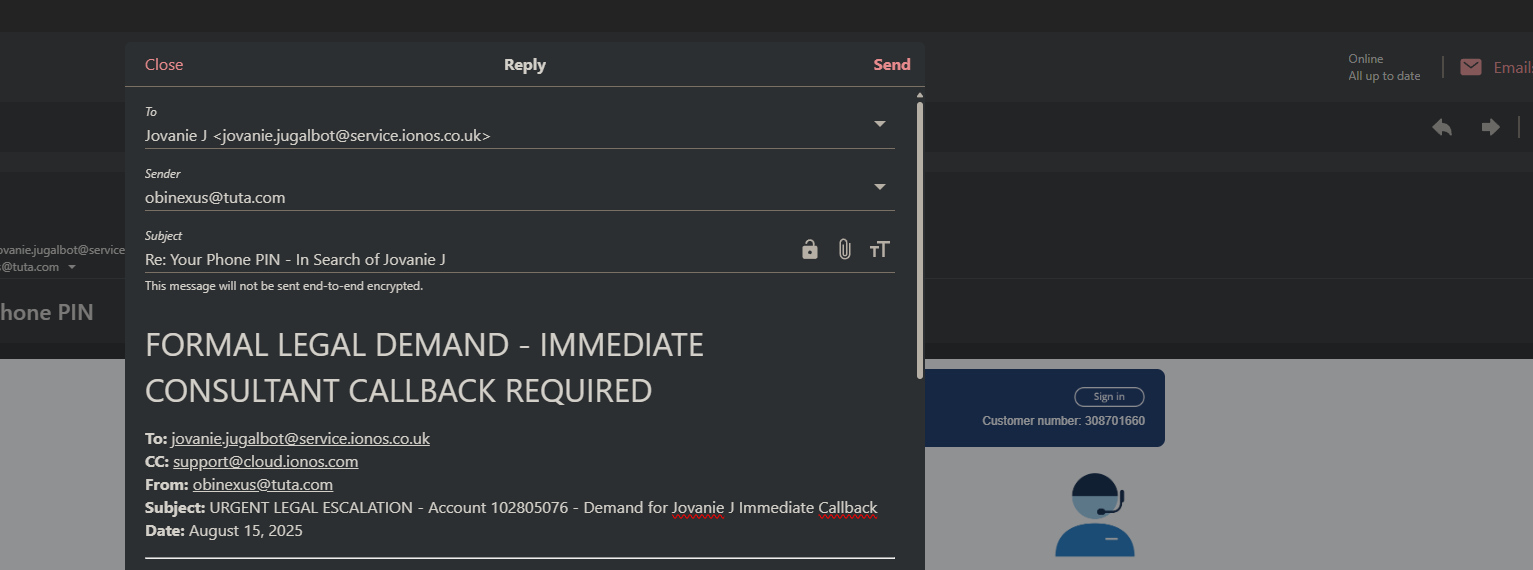 Close
Reply
Send
Online
All up to date
Emails
To
Jovanie J <jovanie.jugalbot@service.ionos.co.uk>
Sender
obinexus@tuta.com
ovanie.jugalbot@service
s@tuta.com
Subject
Re: Your Phone PIN - In Search of Jovanie J
This message will not be sent end-to-end encrypted.
hone PIN
FORMAL LEGAL DEMAND - IMMEDIATE
CONSULTANT CALLBACK REQUIRED
Sign in
Customer number: 308701660
To: jovanie.jugalbot@service.ionos.co.uk
CC: support@cloud.ionos.com
From: obinexus@tuta.com
Subject: URGENT LEGAL ESCALATION - Account 102805076 - Demand for Jovanie J Immediate Callback
Date: August 15, 2025